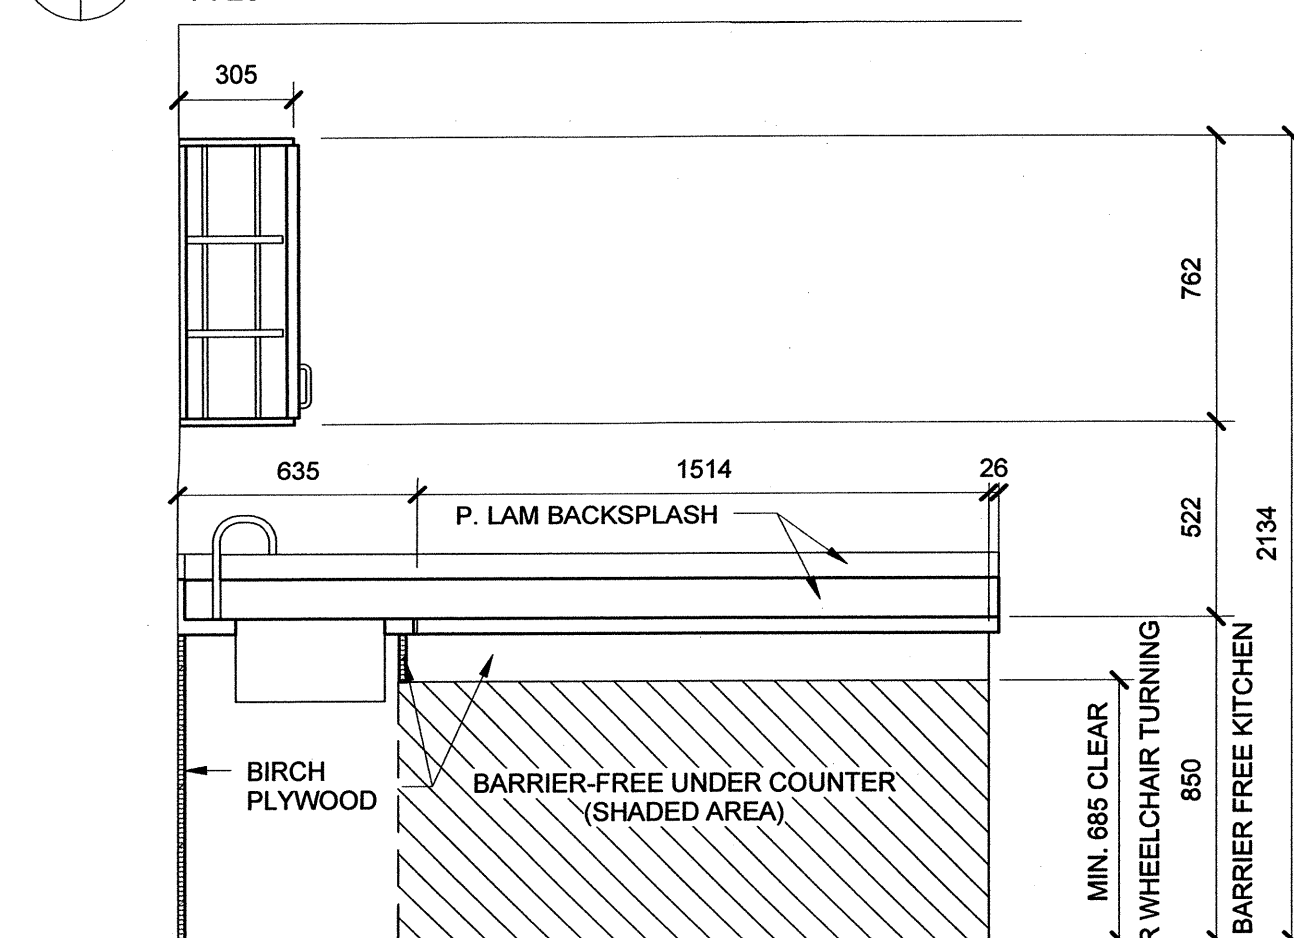 305
762
635
1514
26
P. LAM BACKSPLASH
522
2134
BIRCH
PLYWOOD
BARRIER-FREE UNDER COUNTER
(SHADED AREA)
MIN. 685 CLEAR
R WHEELCHAIR TURNING
850
BARRIER FREE KITCHEN